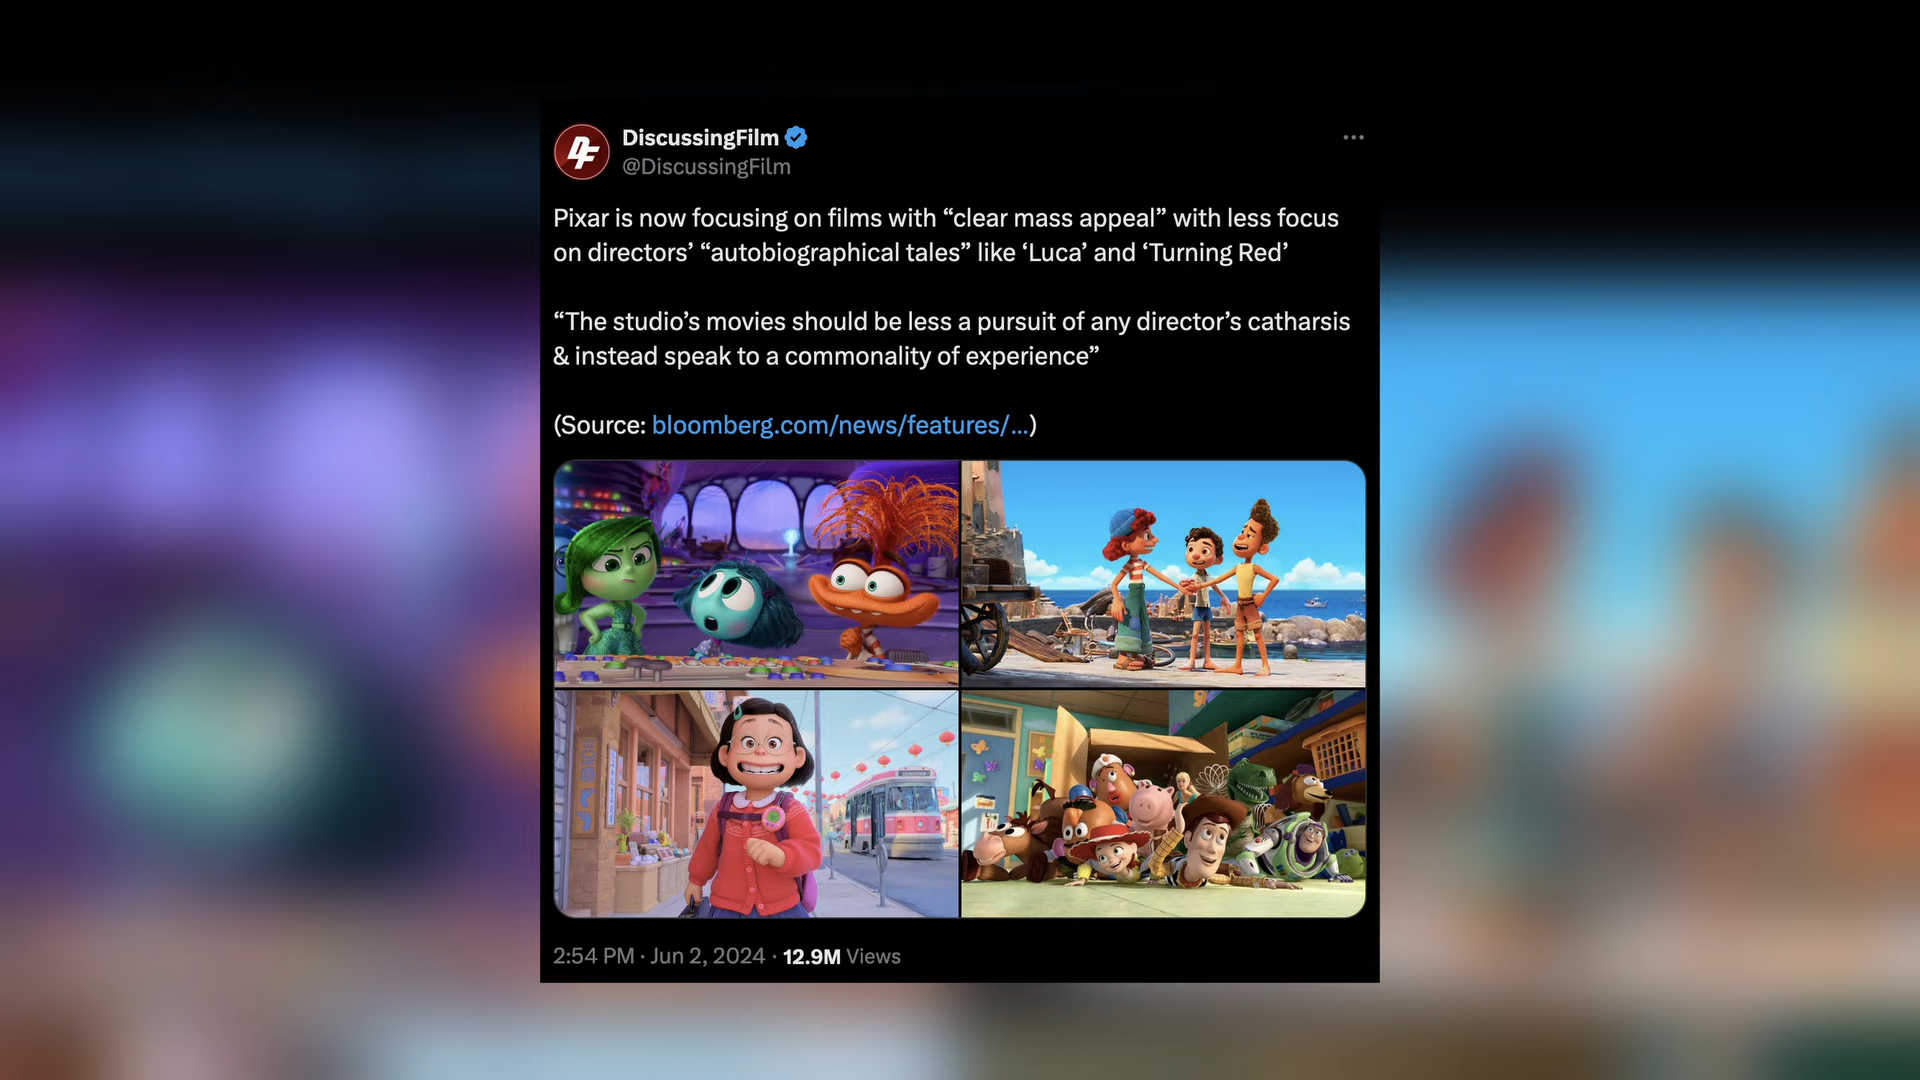 DiscussingFilm
@DiscussingFilm
Pixar is now focusing on films with “clear mass appeal” with less focus
on directors’ “autobiographical tales” like ‘Luca’ and ‘Turning Red’
“The studio’s movies should be less a pursuit of any director’s catharsis
& instead speak to a commonality of experience”
(Source: bloomberg.com/news/features/...)
2:54 PM · Jun 2, 2024 · 12.9M Views